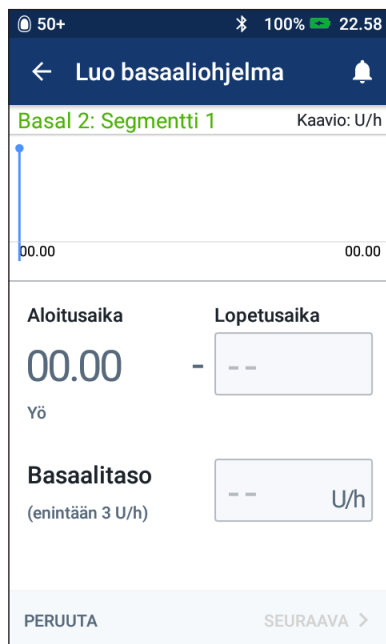 50+ 100% 22.58
Luo basaaliohjelma
Basal 2: Segmentti 1 Kaavio: U/h
00.00 00.00
Aloitusaika Lopetusaika
00.00 - --
Yö
Basaalitaso
-- U/h
(enintään 3 U/h)
PERUUTA SEURAAVA